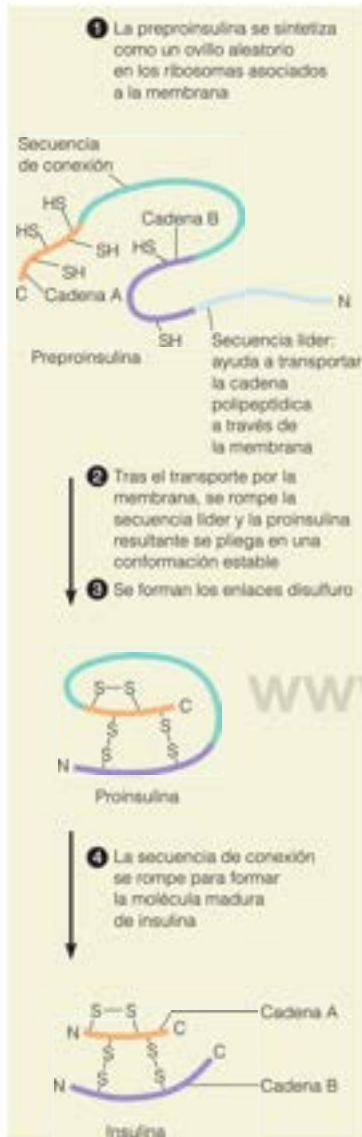 1 La preproinsulina se sintetiza
como un ovillo aleatorio
en los ribosomas asociados
a la membrana
Secuencia
de conexión
HS
HS
SH
SH
C
Cadena A
Cadena B
HS
SH
N
Preproinsulina
Secuencia líder:
ayuda a transportar
la cadena
polipeptídica
a través de
la membrana
2 Tras el transporte por la
membrana, se rompe la
secuencia líder y la proinsulina
resultante se pliega en una
conformación estable
3 Se forman los enlaces disulfuro
www
S—S
C
S
S
S
S
N
Proinsulina
4 La secuencia de conexión
se rompe para formar
la molécula madura
de insulina
S—S
N
C
Cadena A
S
S
S
S
C
N
Cadena B
Insulina